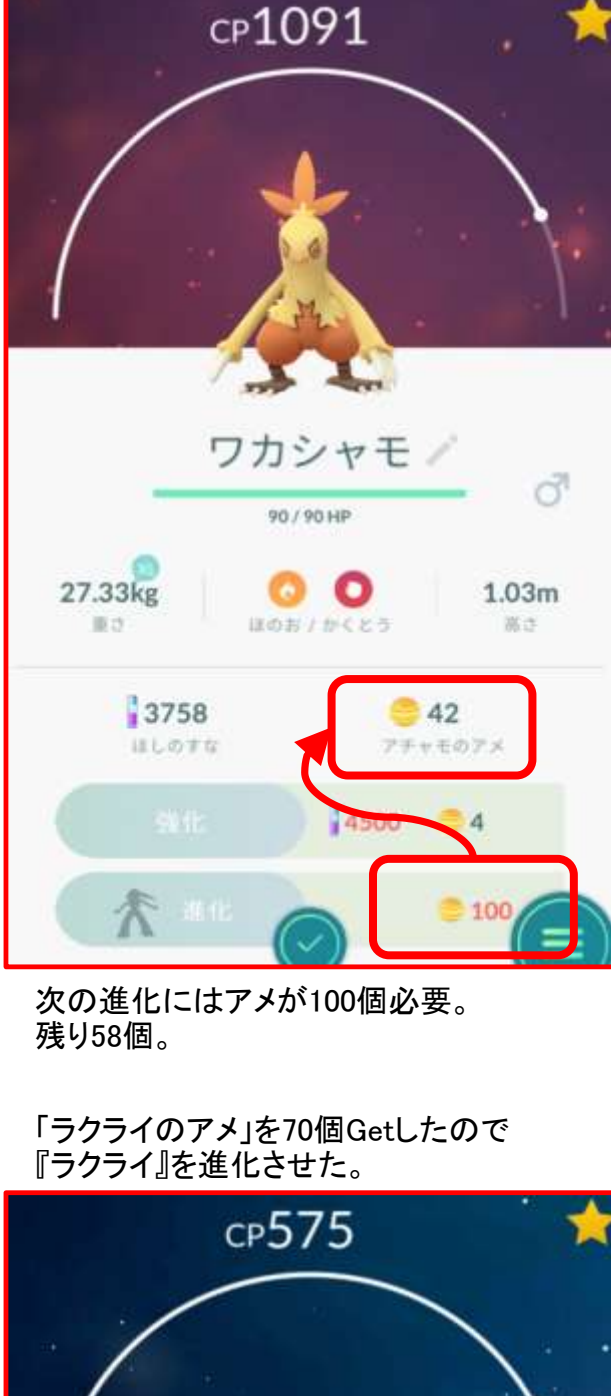 CP1091
ワカシャモ
90 / 90 HP
XS
27.33kg
1.03m
重さ
ほのお / かくとう
高さ
3758
42
ほしのすな
アチャモのアメ
強化
4500
4
進化
100
次の進化にはアメが100個必要。
残り58個。
「ラクライのアメ」を70個Getしたので
『ラクライ』を進化させた。
CP575